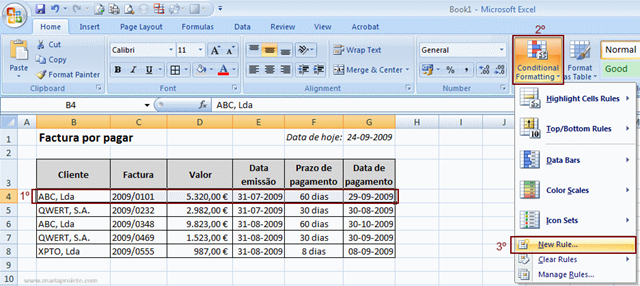 Book1 - Microsoft Excel
2º
Home Insert Page Layout Formulas Data Review View Acrobat
Paste
Cut
Copy
Format Painter
Clipboard
Calibri 11
B I U
Font
Wrap Text
Merge & Center
Alignment
General
Number
Conditional Formatting
Format as Table
Normal
Good
B4 ABC, Lda
A B C D E F G H I J
1 Factura por pagar Data de hoje: 24-09-2009
2
3 Cliente Factura Valor Data emissão Prazo de pagamento Data de pagamento
1º
4 ABC, Lda 2009/0101 5.320,00 € 31-07-2009 60 dias 29-09-2009
5 QWERT, S.A. 2009/0232 2.982,00 € 31-07-2009 30 dias 30-08-2009
6 ABC, Lda 2009/0348 9.823,00 € 31-08-2009 60 dias 30-10-2009
7 QWERT, S.A. 2009/0469 1.523,00 € 31-08-2009 30 dias 30-09-2009
8 XPTO, Lda 2009/0555 987,00 € 31-08-2009 8 dias 08-09-2009
9
10
Highlight Cells Rules
Top/Bottom Rules
Data Bars
Color Scales
Icon Sets
3º
New Rule...
Clear Rules
Manage Rules...